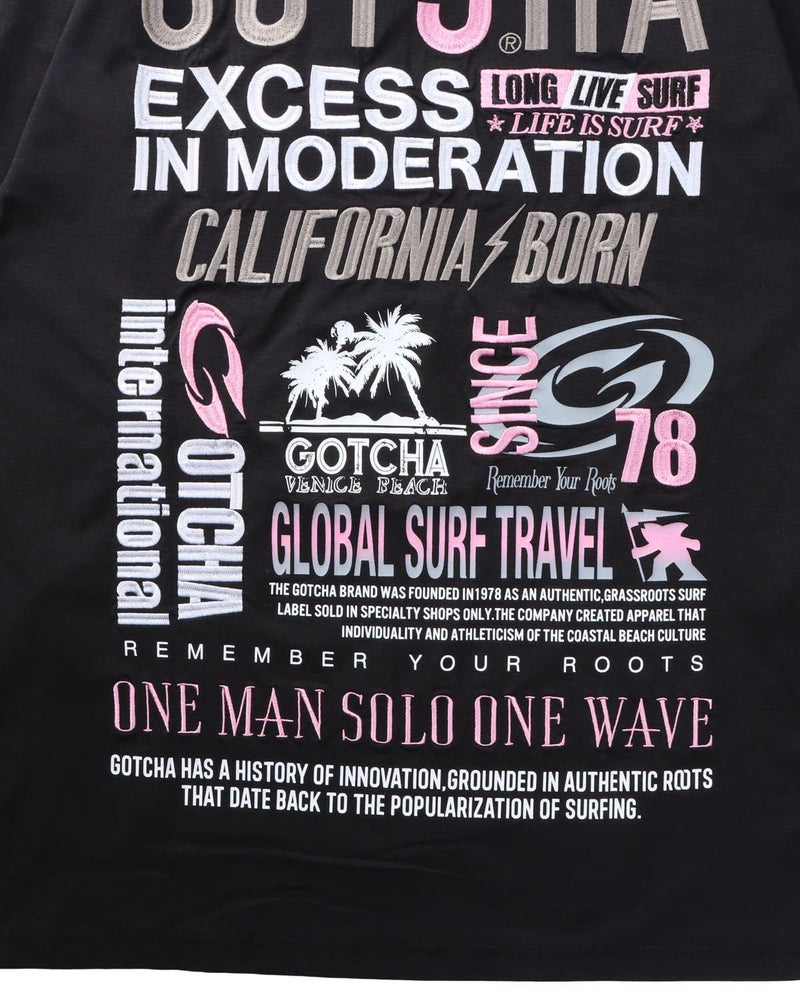 GOTCHA®
EXCESS
LONG LIVE SURF
LIFE IS SURF
IN MODERATION
CALIFORNIA BORN
international
GOTCHA
GOTCHA
VENICE BEACH
SINCE
78
Remember Your Roots
GLOBAL SURF TRAVEL
THE GOTCHA BRAND WAS FOUNDED IN1978 AS AN AUTHENTIC,GRASSROOTS SURF
LABEL SOLD IN SPECIALTY SHOPS ONLY.THE COMPANY CREATED APPAREL THAT
INDIVIDUALITY AND ATHLETICISM OF THE COASTAL BEACH CULTURE
REMEMBER YOUR ROOTS
ONE MAN SOLO ONE WAVE
GOTCHA HAS A HISTORY OF INNOVATION,GROUNDED IN AUTHENTIC ROOTS
THAT DATE BACK TO THE POPULARIZATION OF SURFING.